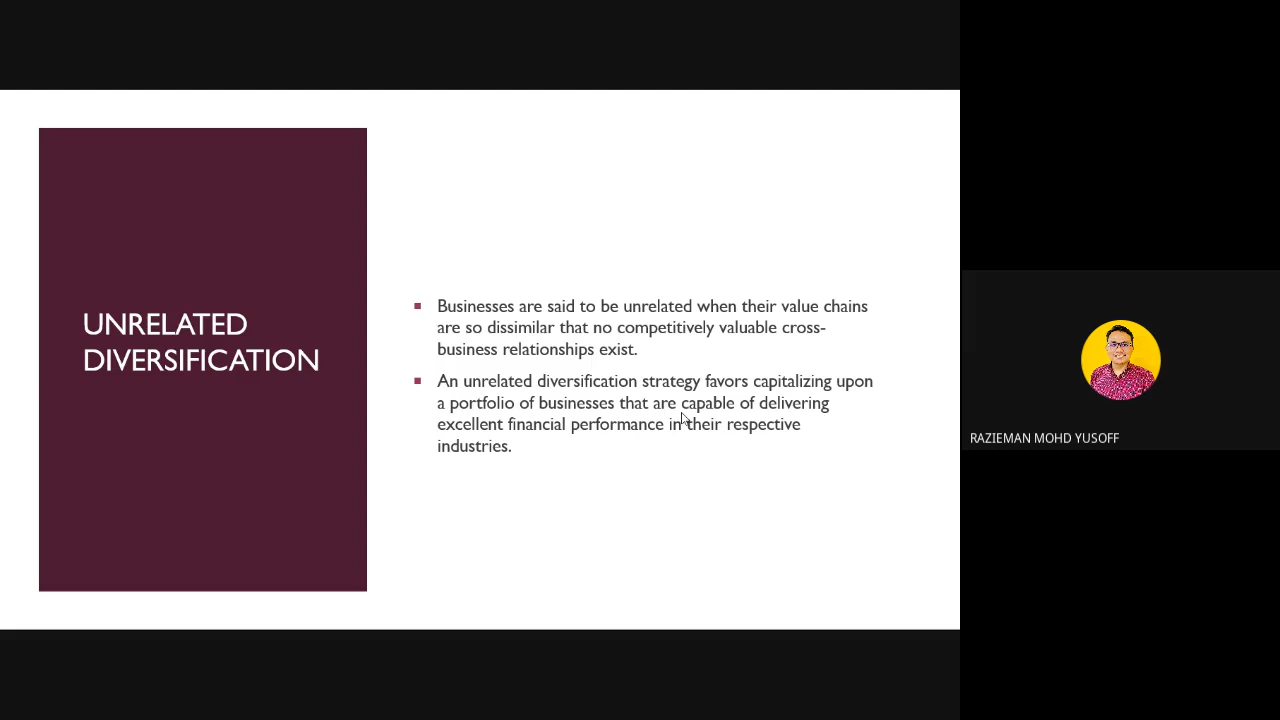 UNRELATED
DIVERSIFICATION
Businesses are said to be unrelated when their value chains
are so dissimilar that no competitively valuable cross-
business relationships exist.
An unrelated diversification strategy favors capitalizing upon
a portfolio of businesses that are capable of delivering
excellent financial performance in their respective
industries.
RAZIEMAN MOHD YUSOFF